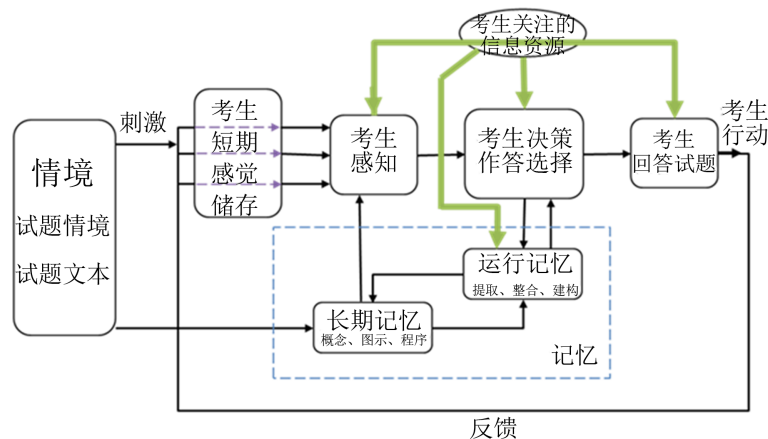 考生关注的
信息资源
刺激
考生
短期
感觉
储存
考生
感知
考生决策
作答选择
考生
回答试题
考生
行动
情境
试题情境
试题文本
运行记忆
提取、整合、建构
长期记忆
概念、图示、程序
记忆
反馈